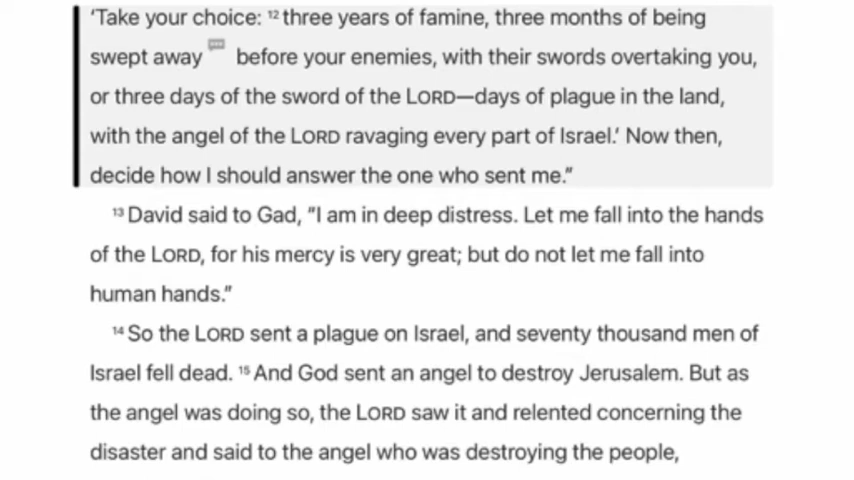 ‘Take your choice: 12 three years of famine, three months of being
swept away before your enemies, with their swords overtaking you,
or three days of the sword of the LORD—days of plague in the land,
with the angel of the LORD ravaging every part of Israel.’ Now then,
decide how I should answer the one who sent me.”
13 David said to Gad, “I am in deep distress. Let me fall into the hands
of the LORD, for his mercy is very great; but do not let me fall into
human hands.”
14 So the LORD sent a plague on Israel, and seventy thousand men of
Israel fell dead. 15 And God sent an angel to destroy Jerusalem. But as
the angel was doing so, the LORD saw it and relented concerning the
disaster and said to the angel who was destroying the people,